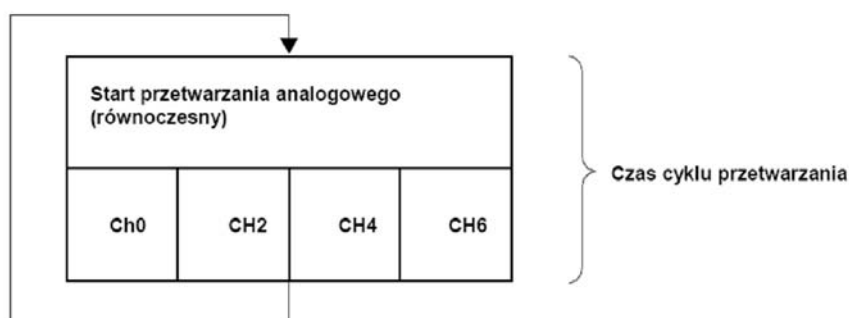 Start przetwarzania analogowego
(równoczesny)
Czas cyklu przetwarzania
Ch0
CH2
CH4
CH6